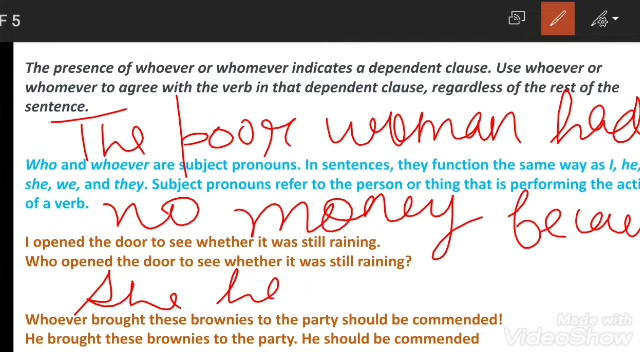 F 5
The presence of whoever or whomever indicates a dependent clause. Use whoever or
whomever to agree with the verb in that dependent clause, regardless of the rest of the
sentence.
The poor woman had
Who and whoever are subject pronouns. In sentences, they function the same way as I, he,
she, we, and they. Subject pronouns refer to the person or thing that is performing the acti
of a verb.
no money becau
I opened the door to see whether it was still raining.
Who opened the door to see whether it was still raining?
she he
Whoever brought these brownies to the party should be commended!
He brought these brownies to the party. He should be commended
Made with
VideoShow